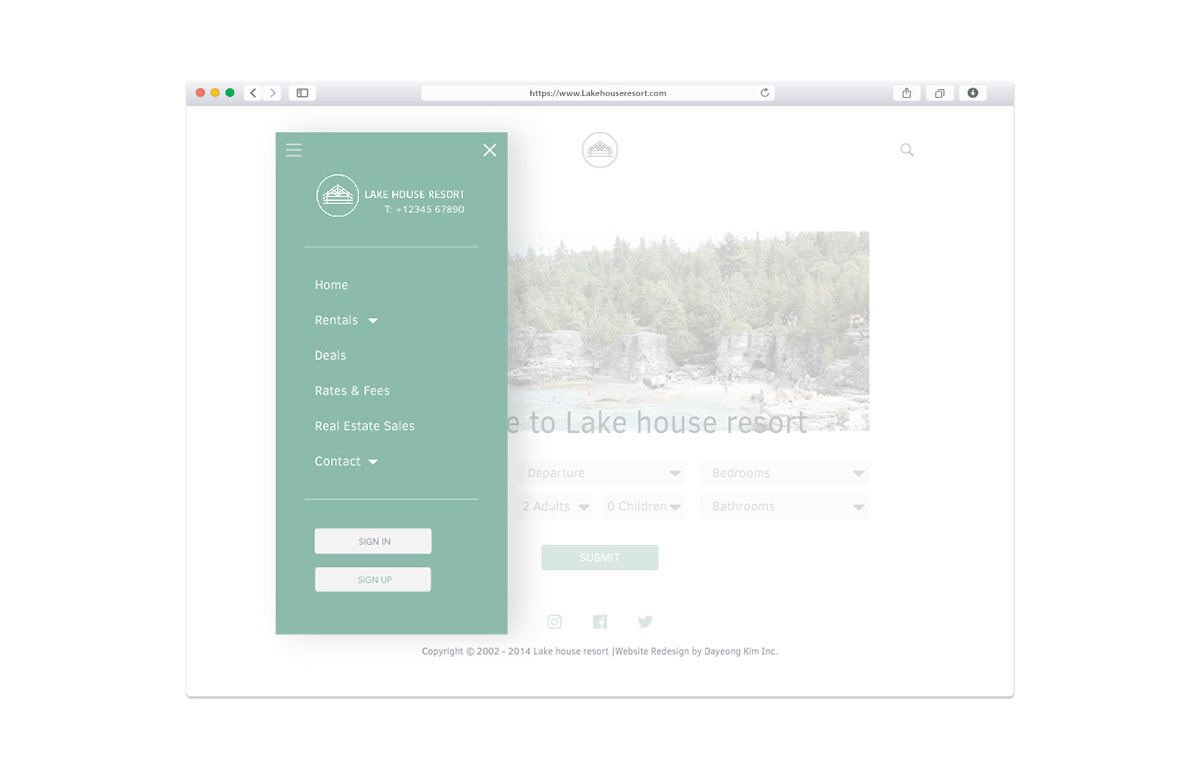 https://www.Lakehouseresort.com
LAKE HOUSE RESORT
T: +12345 67890
Home
Rentals
Deals
Rates & Fees
Real Estate Sales
Contact
SIGN IN
SIGN UP
to Lake house resort
Departure
Bedrooms
2 Adults
0 Children
Bathrooms
SUBMIT
Copyright © 2002 - 2014 Lake house resort |Website Redesign by Dayeong Kim Inc.